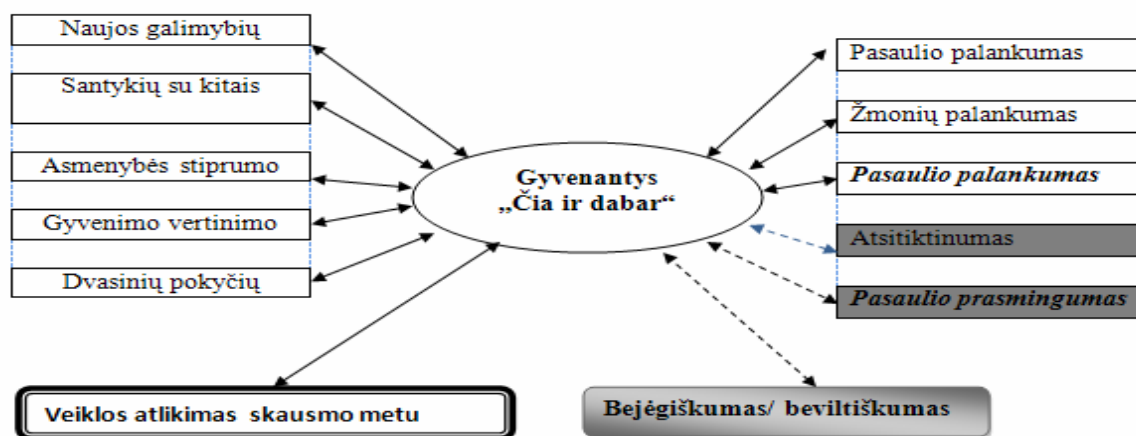 Naujos galimybių
Santykių su kitais
Asmenybės stiprumo
Gyvenimo vertinimo
Dvasinių pokyčių
Gyvenantys
„Čia ir dabar“
Pasaulio palankumas
Žmonių palankumas
Pasaulio palankumas
Atsitiktinumas
Pasaulio prasmingumas
Veiklos atlikimas skausmo metu
Bejėgiškumas/ beviltiškumas